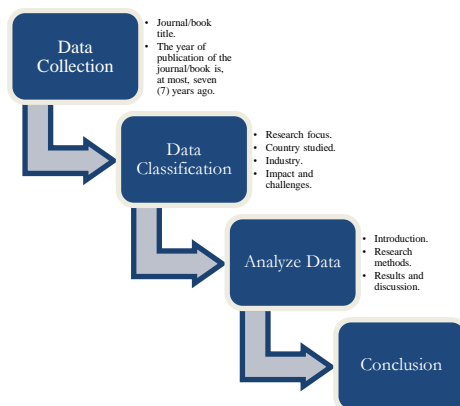 Data
Collection
• Journal/book
title.
• The year of
publication of the
journal/book is,
at most, seven
(7) years ago.
Data
Classification
• Research focus.
• Country studied.
• Industry.
• Impact and
challenges.
Analyze Data
• Introduction.
• Research
methods.
• Results and
discussion.
Conclusion